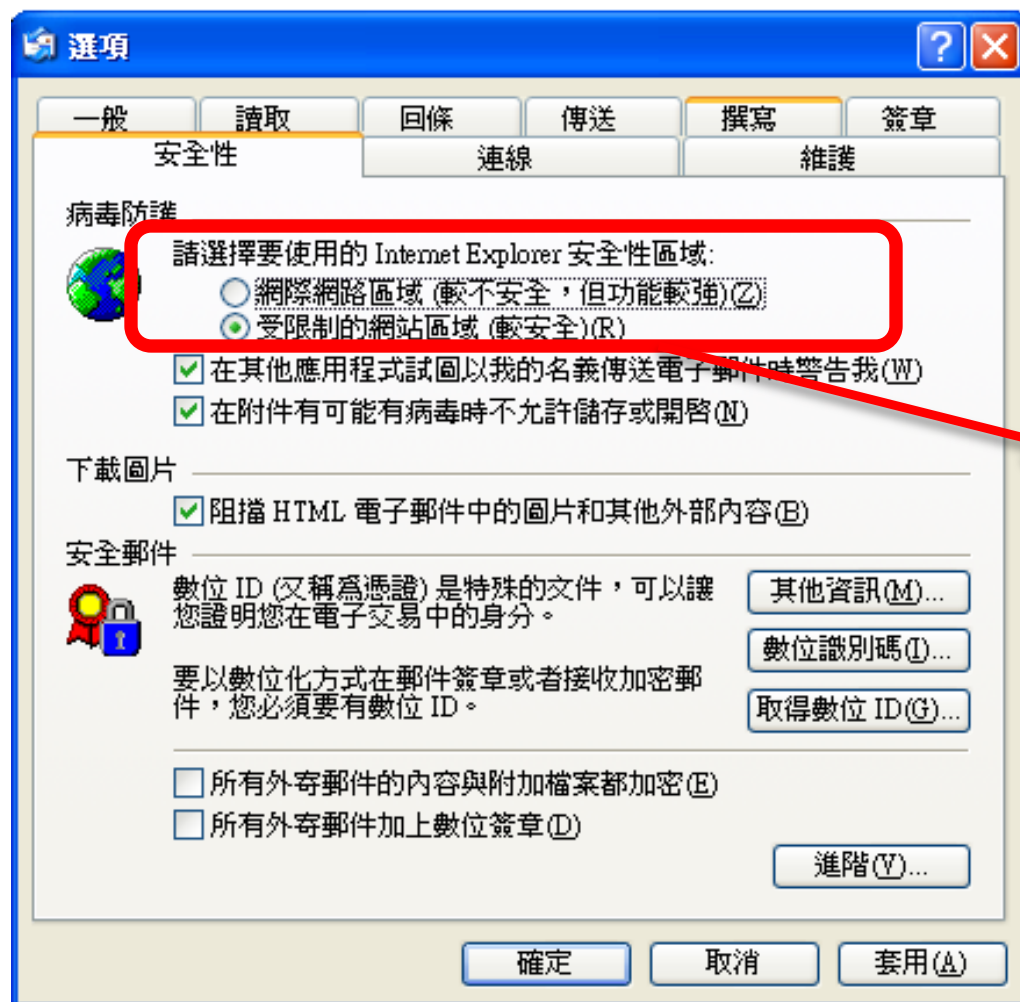 選項
一般 讀取 回條 傳送 撰寫 簽章
安全性 連線 維護
病毒防護
請選擇要使用的 Internet Explorer 安全性區域:
網際網路區域 (較不安全，但功能較強)(Z)
受限制的網站區域 (較安全)(R)
在其他應用程式試圖以我的名義傳送電子郵件時警告我(W)
在附件有可能有病毒時不允許儲存或開啓(N)
下載圖片
阻擋 HTML 電子郵件中的圖片和其他外部內容(B)
安全郵件
數位 ID (又稱爲憑證) 是特殊的文件，可以讓
您證明您在電子交易中的身分。
其他資訊(M)...
數位識別碼(I)...
要以數位化方式在郵件簽章或者接收加密郵
件，您必須要有數位 ID。
取得數位 ID(G)...
所有外寄郵件的內容與附加檔案都加密(E)
所有外寄郵件加上數位簽章(D)
進階(V)...
確定 取消 套用(A)